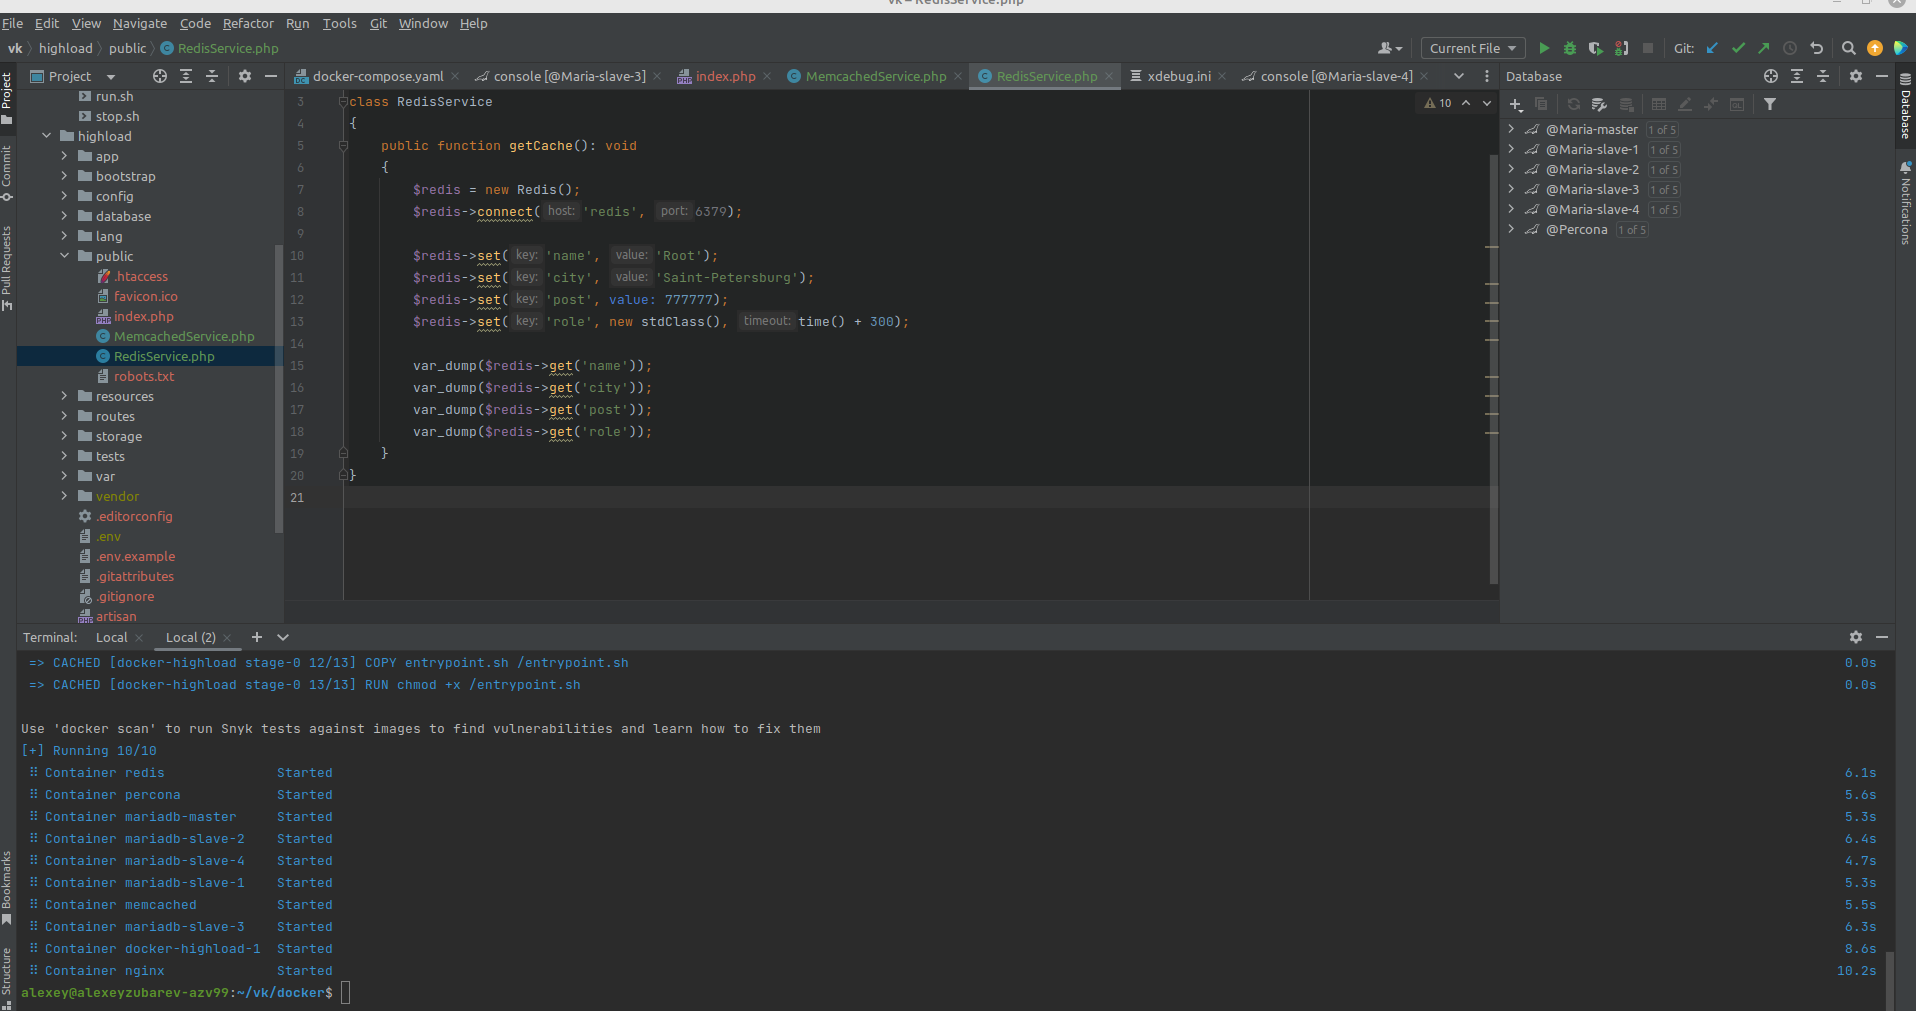 vk – RedisService.php
File Edit View Navigate Code Refactor Run Tools Git Window Help
vk highload public RedisService.php
Current File Git:
Project
docker-compose.yaml console [@Maria-slave-3] index.php MemcachedService.php RedisService.php xdebug.ini console [@Maria-slave-4]
Database
Project
Commit
Pull Requests
Bookmarks
Structure
run.sh
stop.sh
highload
app
bootstrap
config
database
lang
public
.htaccess
favicon.ico
index.php
MemcachedService.php
RedisService.php
robots.txt
resources
routes
storage
tests
var
vendor
.editorconfig
.env
.env.example
.gitattributes
.gitignore
artisan
10
3 class RedisService
4 {
5 public function getCache(): void
6 {
7 $redis = new Redis();
8 $redis->connect( host: 'redis', port: 6379);
9
10 $redis->set( key: 'name', value: 'Root');
11 $redis->set( key: 'city', value: 'Saint-Petersburg');
12 $redis->set( key: 'post', value: 777777);
13 $redis->set( key: 'role', new stdClass(), timeout: time() + 300);
14
15 var_dump($redis->get('name'));
16 var_dump($redis->get('city'));
17 var_dump($redis->get('post'));
18 var_dump($redis->get('role'));
19 }
20 }
21
@Maria-master 1 of 5
@Maria-slave-1 1 of 5
@Maria-slave-2 1 of 5
@Maria-slave-3 1 of 5
@Maria-slave-4 1 of 5
@Percona 1 of 5
Database
Notifications
Terminal: Local Local (2)
=> CACHED [docker-highload stage-0 12/13] COPY entrypoint.sh /entrypoint.sh 0.0s
=> CACHED [docker-highload stage-0 13/13] RUN chmod +x /entrypoint.sh 0.0s
Use 'docker scan' to run Snyk tests against images to find vulnerabilities and learn how to fix them
[+] Running 10/10
⠿ Container redis Started 6.1s
⠿ Container percona Started 5.6s
⠿ Container mariadb-master Started 5.3s
⠿ Container mariadb-slave-2 Started 6.4s
⠿ Container mariadb-slave-4 Started 4.7s
⠿ Container mariadb-slave-1 Started 5.3s
⠿ Container memcached Started 5.5s
⠿ Container mariadb-slave-3 Started 6.3s
⠿ Container docker-highload-1 Started 8.6s
⠿ Container nginx Started 10.2s
alexey@alexeyzubarev-azv99:~/vk/docker$